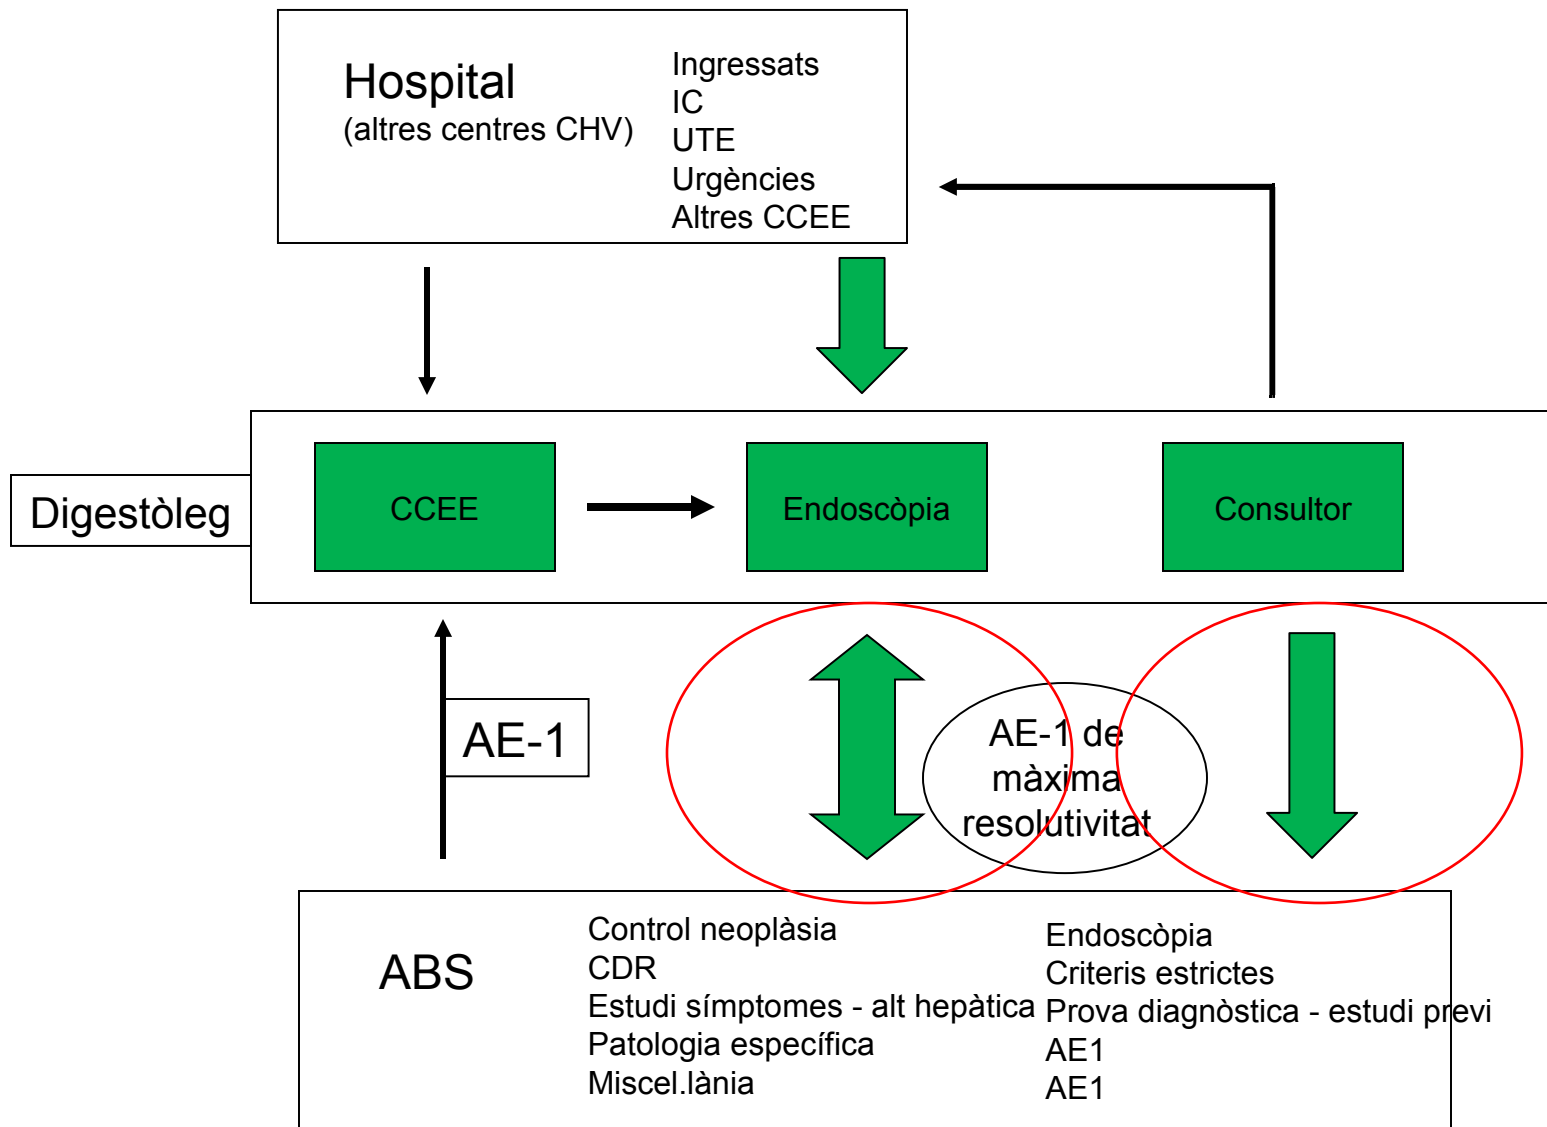 Hospital
(altres centres CHV)
Ingressats
IC
UTE
Urgències
Altres CCEE
Digestòleg
CCEE
Endoscòpia
Consultor
AE-1
AE-1 de
màxima
resolutivitat
ABS
Control neoplàsia
CDR
Estudi símptomes - alt hepàtica
Patologia específica
Miscel.lània
Endoscòpia
Criteris estrictes
Prova diagnòstica - estudi previ
AE1
AE1